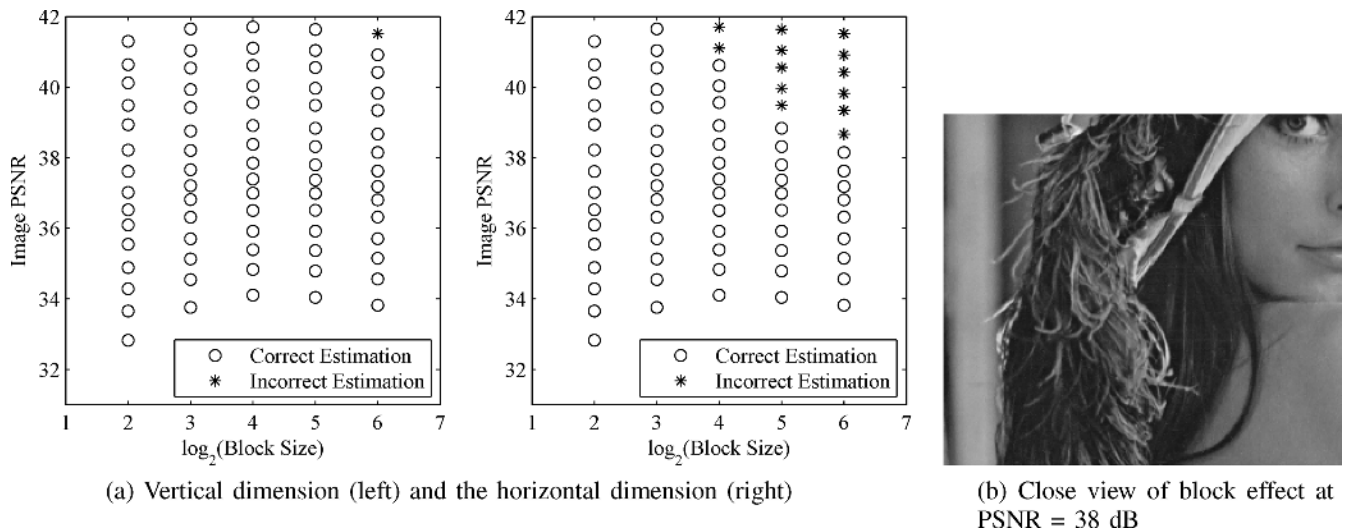 42
40
38
36
34
32
Image PSNR
1 2 3 4 5 6 7
log2(Block Size)
Correct Estimation
Incorrect Estimation
42
40
38
36
34
32
Image PSNR
1 2 3 4 5 6 7
log2(Block Size)
Correct Estimation
Incorrect Estimation
(a) Vertical dimension (left) and the horizontal dimension (right)
(b) Close view of block effect at
PSNR = 38 dB